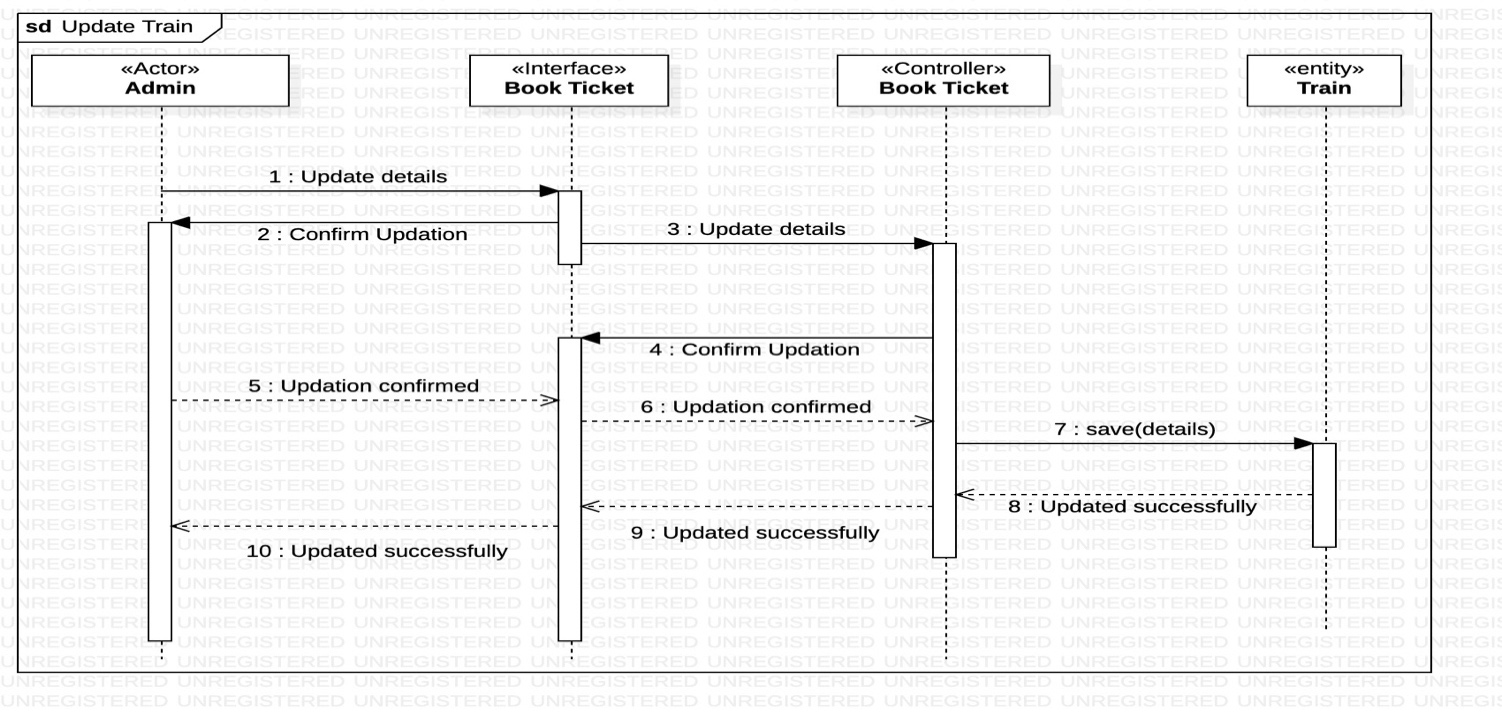 sd Update Train
«Actor»
Admin
«Interface»
Book Ticket
«Controller»
Book Ticket
«entity»
Train
1 : Update details
2 : Confirm Updation
3 : Update details
4 : Confirm Updation
5 : Updation confirmed
6 : Updation confirmed
7 : save(details)
8 : Updated successfully
9 : Updated successfully
10 : Updated successfully
UNREGISTERED